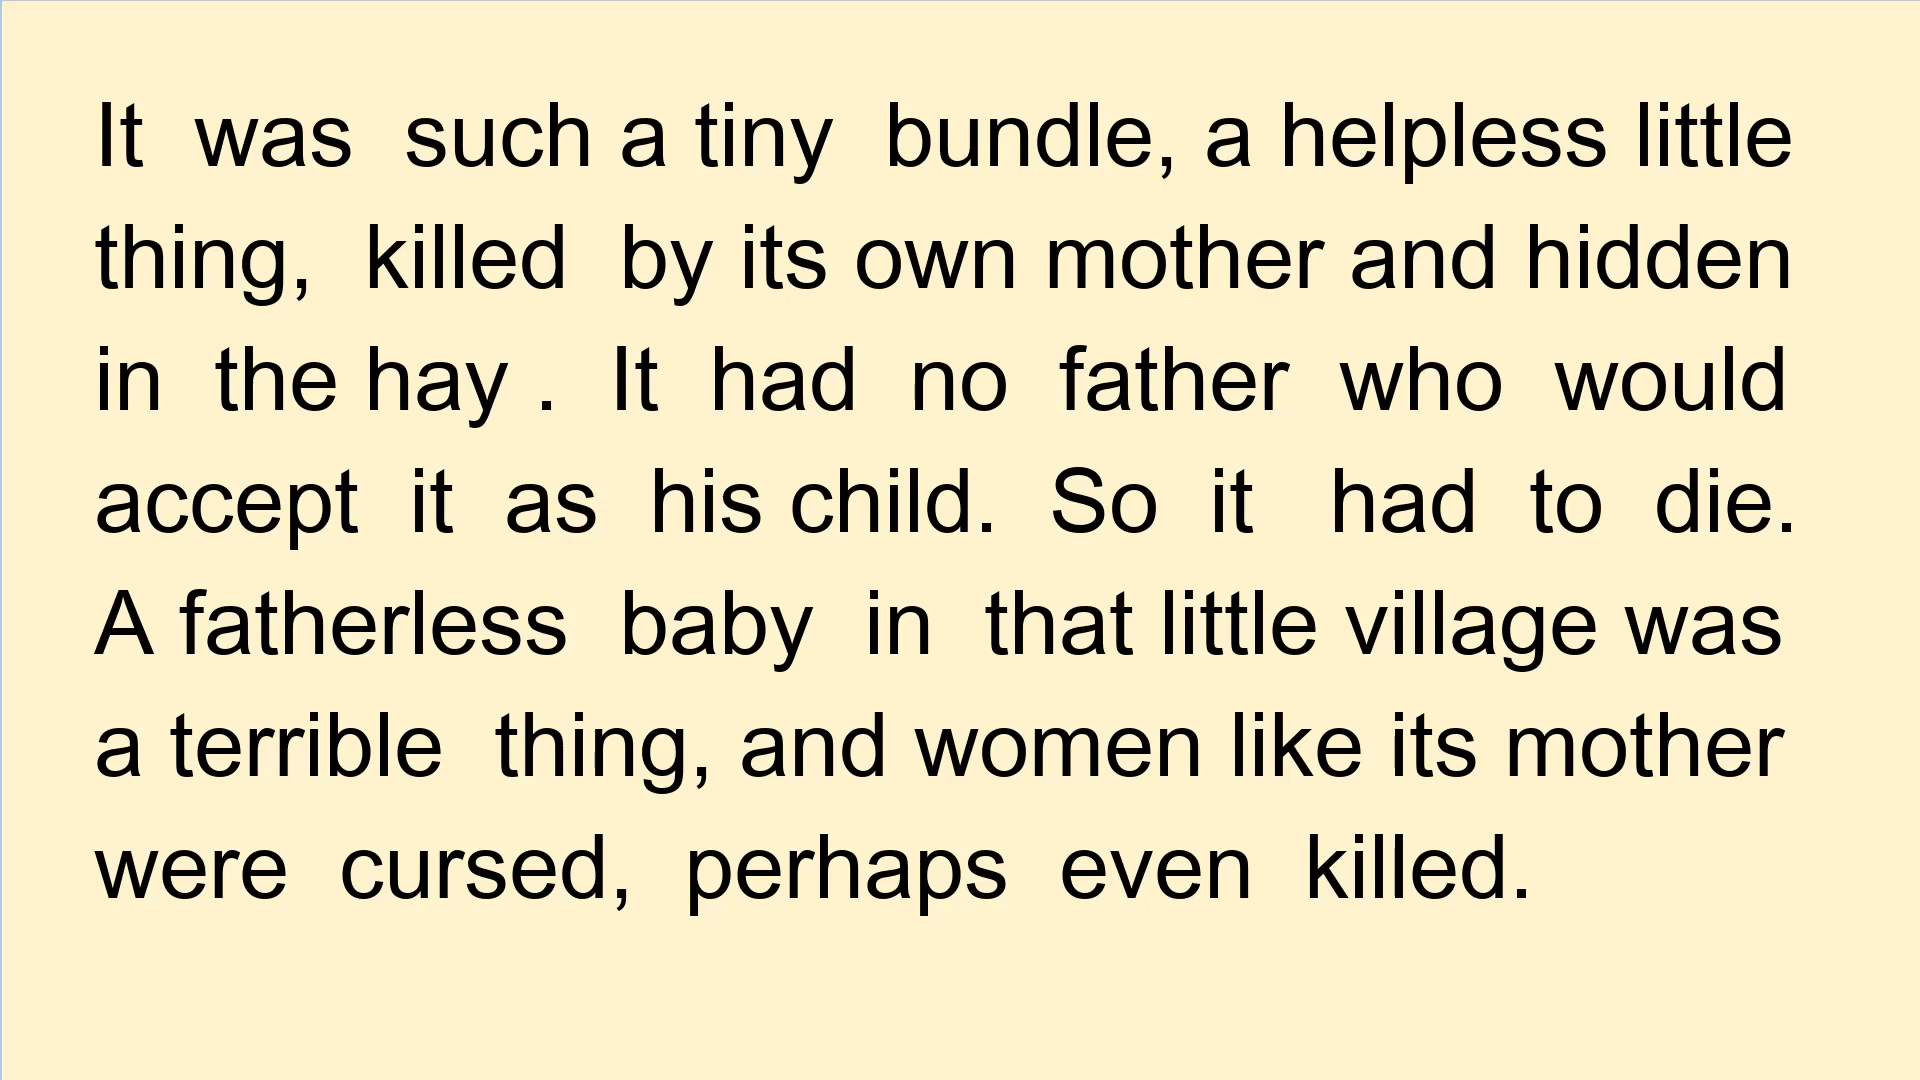 It was such a tiny bundle, a helpless little
thing, killed by its own mother and hidden
in the hay . It had no father who would
accept it as his child. So it had to die.
A fatherless baby in that little village was
a terrible thing, and women like its mother
were cursed, perhaps even killed.